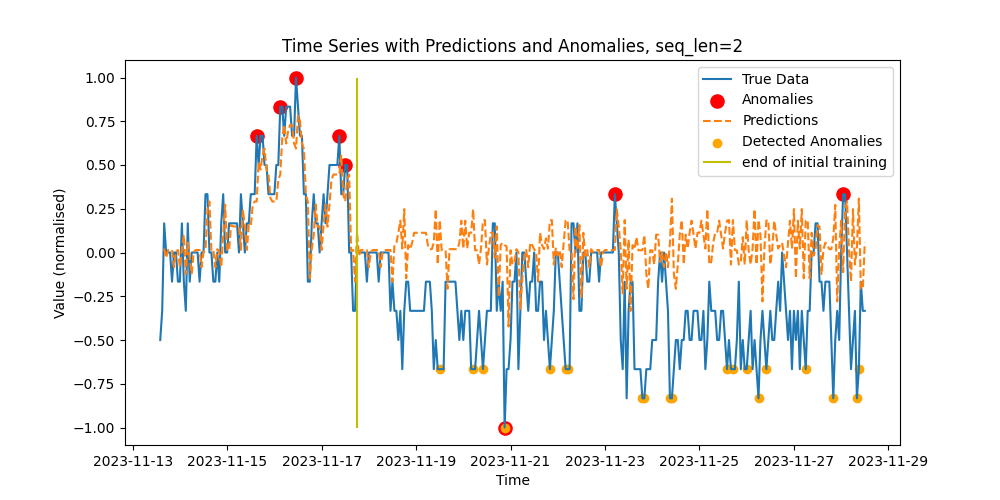 Time Series with Predictions and Anomalies, seq_len=2
True Data
Anomalies
Predictions
Detected Anomalies
end of initial training
Value (normalised)
1.00
0.75
0.50
0.25
0.00
−0.25
−0.50
−0.75
−1.00
2023-11-13 2023-11-15 2023-11-17 2023-11-19 2023-11-21 2023-11-23 2023-11-25 2023-11-27 2023-11-29
Time